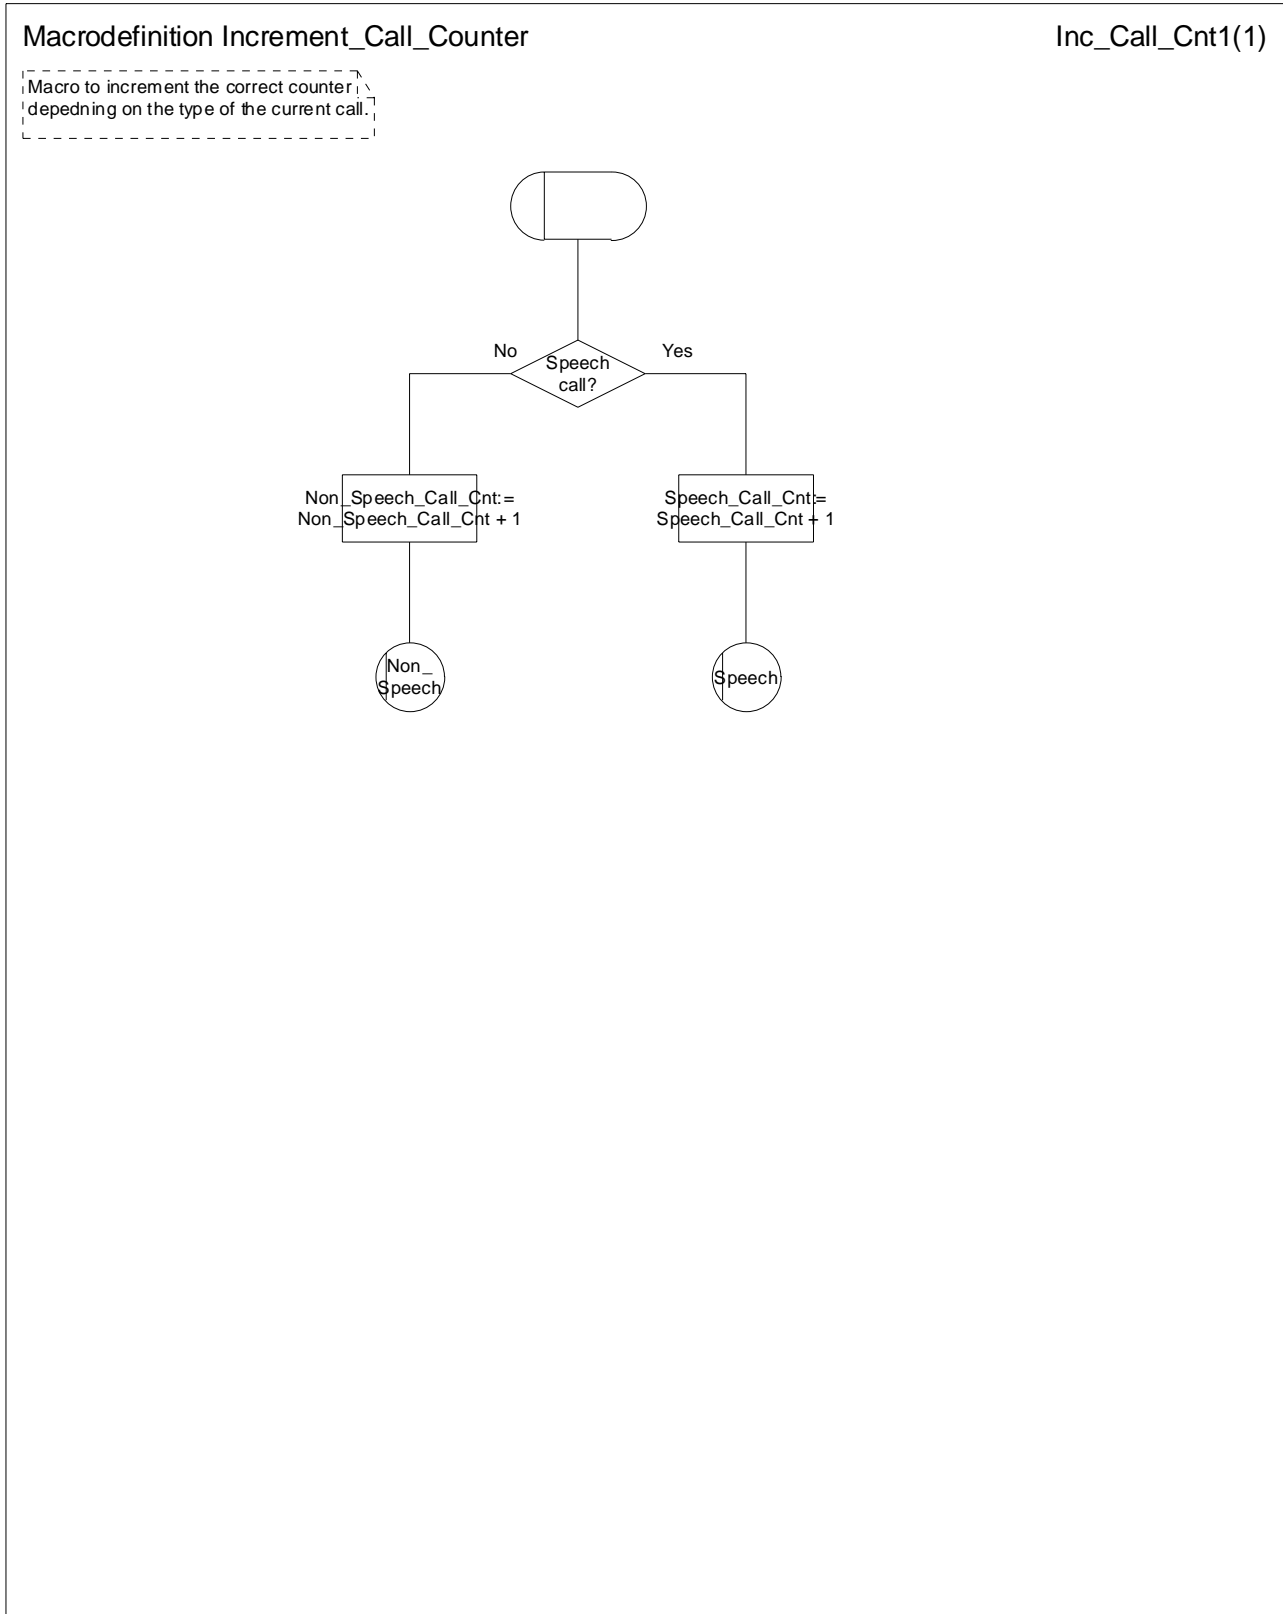 Macrodefinition Increment_Call_Counter
Inc_Call_Cnt1(1)
Macro to increment the correct counter
depedning on the type of the current call.
No
Speech
call?
Yes
Non_Speech_Call_Cnt:=
Non_Speech_Call_Cnt + 1
Speech_Call_Cnt:=
Speech_Call_Cnt + 1
Non_
Speech
Speech